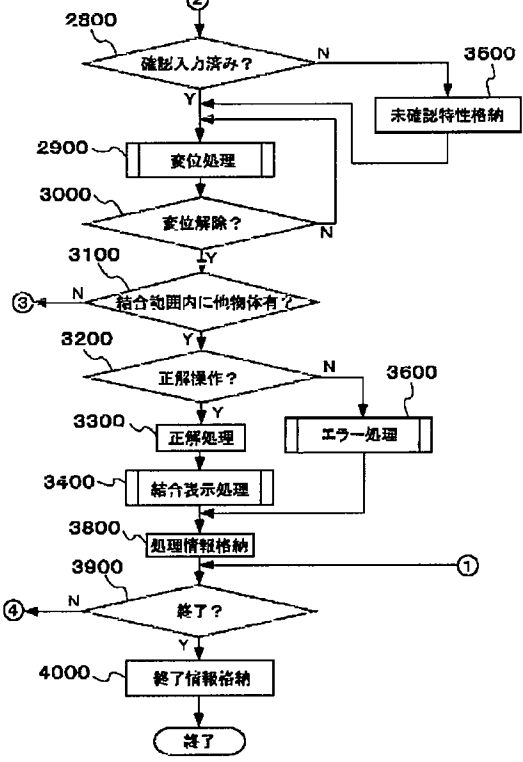 ②
2800
確認入力済み？
N
3500
Y
未確認特性格納
2900
変位処理
3000
変位解除？
N
Y
3100
結合範囲内に他物体有？
N
③
Y
3200
正解操作？
N
Y
3300
正解処理
3600
エラー処理
3400
結合表示処理
3800
処理情報格納
①
3900
終了？
N
④
Y
4000
終了情報格納
終了